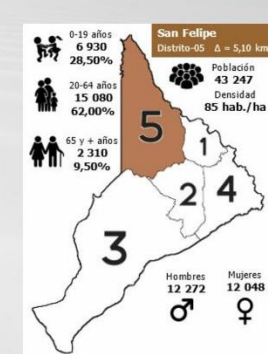 0-19 años
6 930
28,50%
20-64 años
15 080
62,00%
65 y + años
2 310
9,50%
San Felipe
Distrito-05 Δ = 5,10 km
Población
43 247
Densidad
85 hab./ha
5
1
2
4
3
Hombres
12 272
Mujeres
12 048